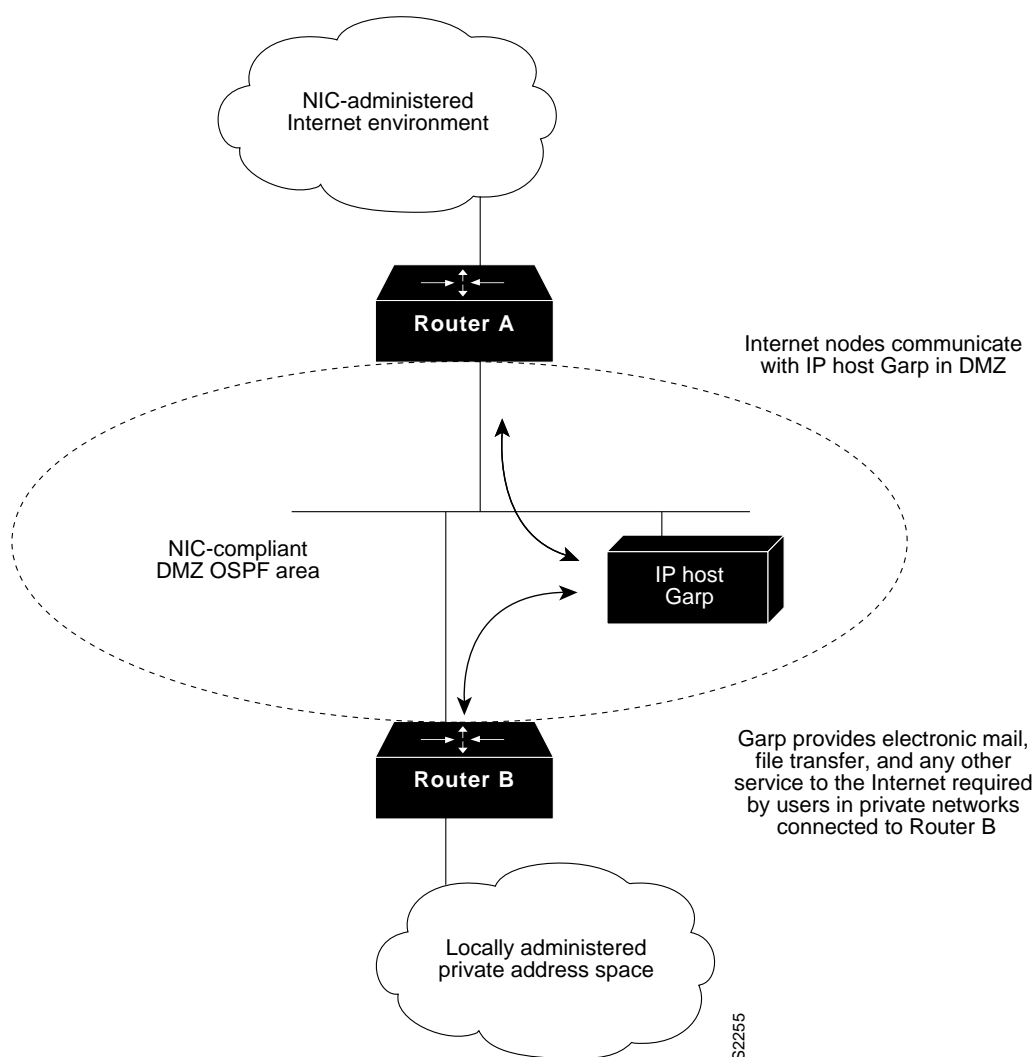 NIC-administered
Internet environment
Router A
Internet nodes communicate
with IP host Garp in DMZ
NIC-compliant
DMZ OSPF area
IP host
Garp
Router B
Garp provides electronic mail,
file transfer, and any other
service to the Internet required
by users in private networks
connected to Router B
Locally administered
private address space
S2255